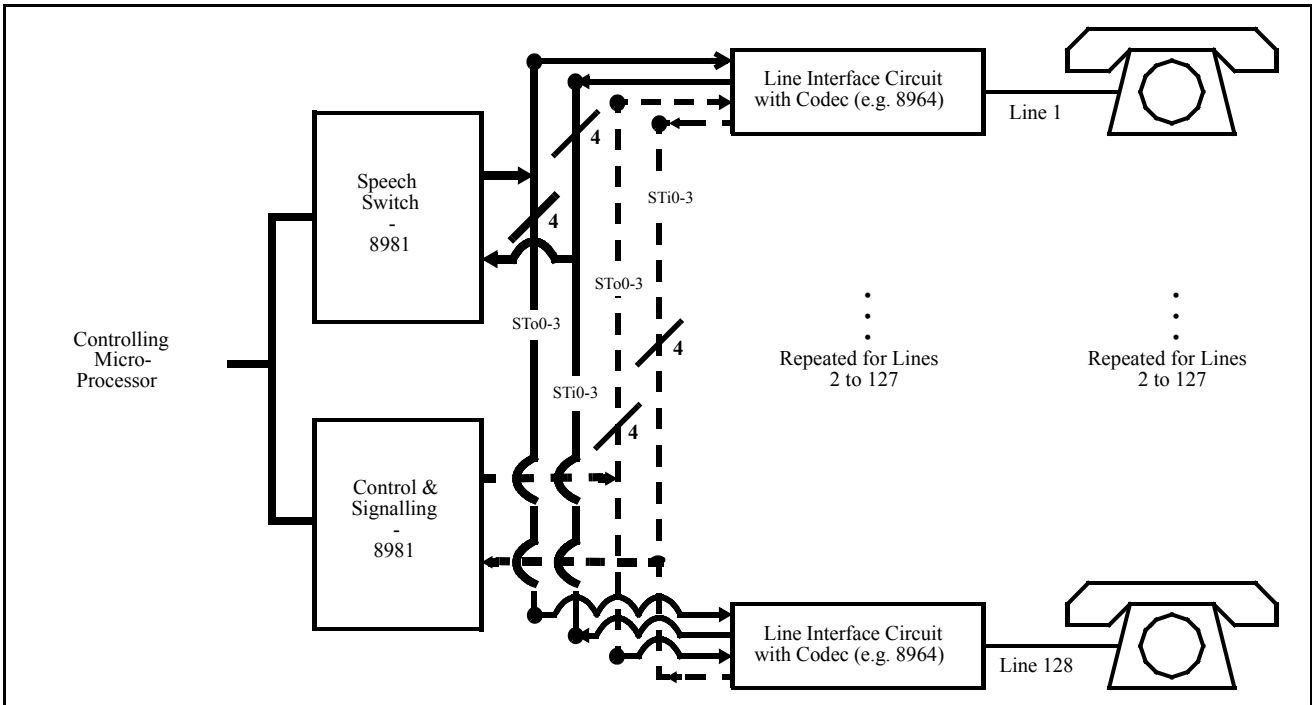 Line Interface Circuit
with Codec (e.g. 8964)
Line 1
4
Speech
Switch
-
8981
4
STi0-3
STo0-3
STo0-3
Controlling
Micro-
Processor
4
Repeated for Lines
2 to 127
Repeated for Lines
2 to 127
STi0-3
4
Control &
Signalling
-
8981
Line Interface Circuit
with Codec (e.g. 8964)
Line 128